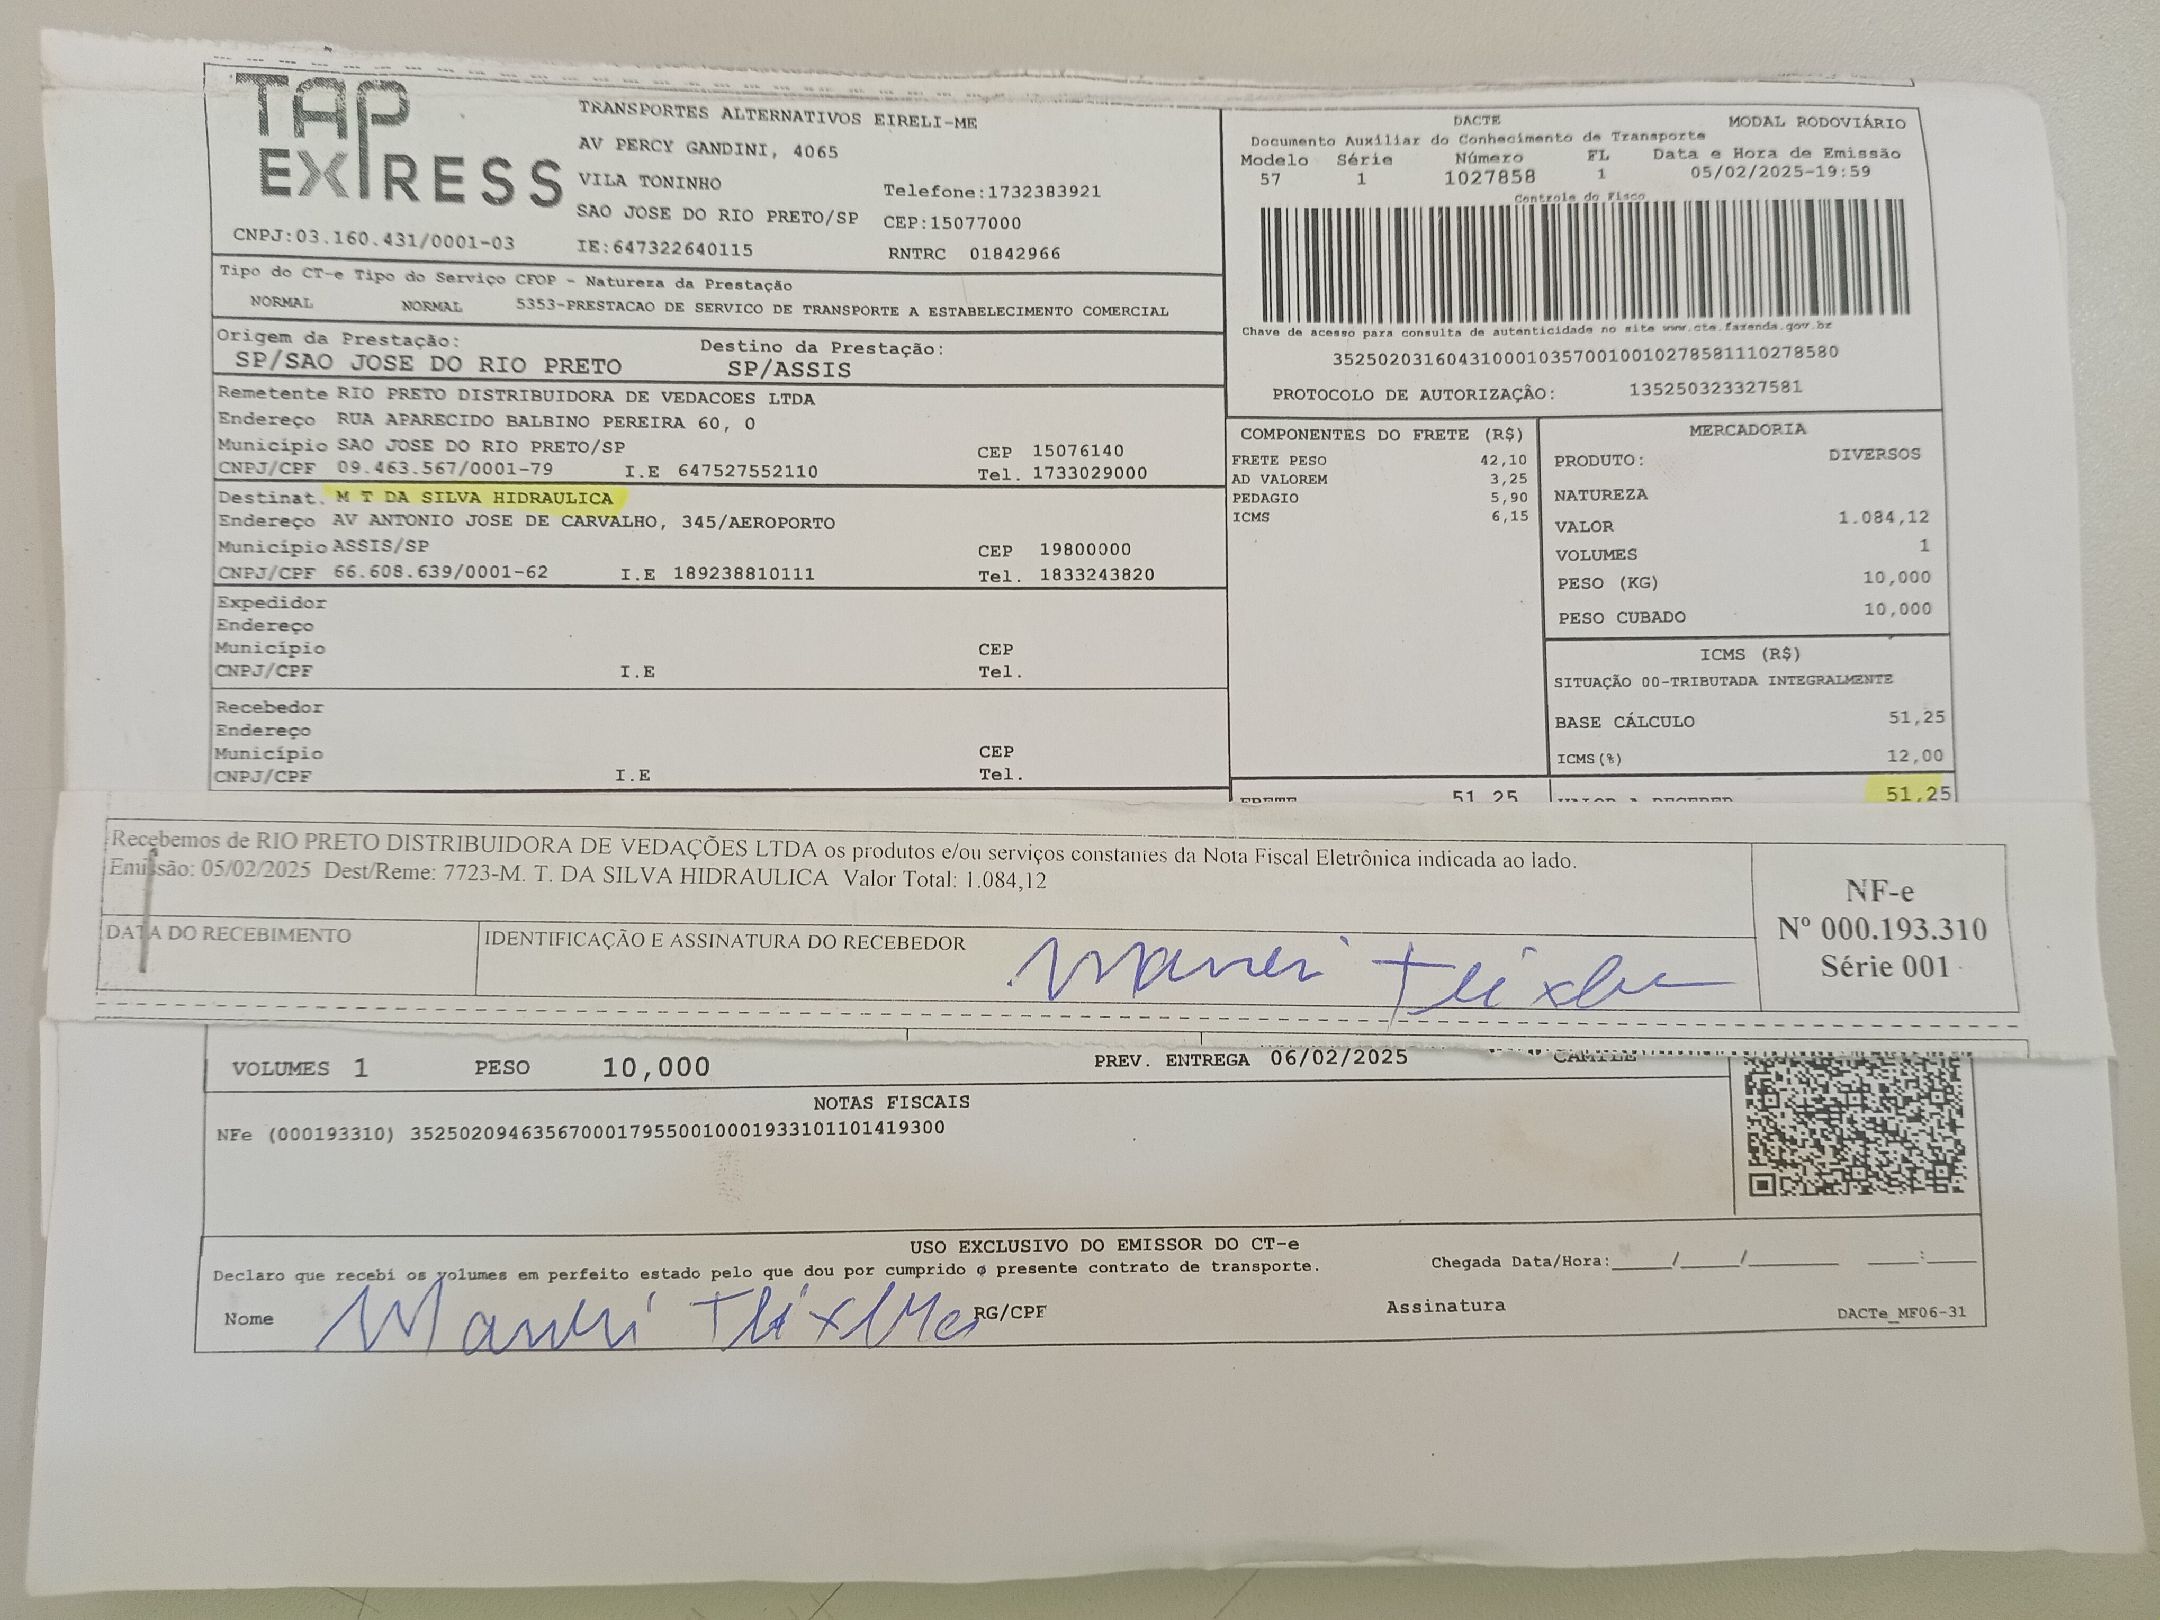 TAP EXPRESS
TRANSPORTES ALTERNATIVOS EIRELI-ME
AV PERCY GANDINI, 4065
VILA TONINHO Telefone:1732383921
SAO JOSE DO RIO PRETO/SP CEP:15077000
CNPJ:03.160.431/0001-03 IE:647322640115 RNTRC 01842966
DACTE MODAL RODOVIÁRIO
Documento Auxiliar do Conhecimento de Transporte
Modelo Série Número FL Data e Hora de Emissão
57 1 1027858 1 05/02/2025-19:59
Controle do Fisco
Chave de acesso para consulta de autenticidade no site www.cte.fazenda.gov.br
35250203160431000103570010010278581110278580
PROTOCOLO DE AUTORIZAÇÃO: 135250323327581
Tipo do CT-e Tipo do Serviço CFOP - Natureza da Prestação
NORMAL NORMAL 5353-PRESTACAO DE SERVICO DE TRANSPORTE A ESTABELECIMENTO COMERCIAL
Origem da Prestação: Destino da Prestação:
SP/SAO JOSE DO RIO PRETO SP/ASSIS
Remetente RIO PRETO DISTRIBUIDORA DE VEDACOES LTDA
Endereço RUA APARECIDO BALBINO PEREIRA 60, 0
Município SAO JOSE DO RIO PRETO/SP CEP 15076140
CNPJ/CPF 09.463.567/0001-79 I.E 647527552110 Tel. 1733029000
Destinat. M T DA SILVA HIDRAULICA
Endereço AV ANTONIO JOSE DE CARVALHO, 345/AEROPORTO
Município ASSIS/SP CEP 19800000
CNPJ/CPF 66.608.639/0001-62 I.E 189238810111 Tel. 1833243820
Expedidor
Endereço
Município CEP
CNPJ/CPF I.E Tel.
Recebedor
Endereço
Município CEP
CNPJ/CPF I.E Tel.
COMPONENTES DO FRETE (R$)
FRETE PESO 42,10
AD VALOREM 3,25
PEDAGIO 5,90
ICMS 6,15
MERCADORIA
PRODUTO: DIVERSOS
NATUREZA
VALOR 1.084,12
VOLUMES 1
PESO (KG) 10,000
PESO CUBADO 10,000
ICMS (R$)
SITUAÇÃO 00-TRIBUTADA INTEGRALMENTE
BASE CÁLCULO 51,25
ICMS(%) 12,00
FRETE 51,25 VALOR A RECEBER 51,25
Recebemos de RIO PRETO DISTRIBUIDORA DE VEDAÇÕES LTDA os produtos e/ou serviços constantes da Nota Fiscal Eletrônica indicada ao lado.
Emissão: 05/02/2025 Dest/Reme: 7723-M. T. DA SILVA HIDRAULICA Valor Total: 1.084,12
DATA DO RECEBIMENTO IDENTIFICAÇÃO E ASSINATURA DO RECEBEDOR
NF-e
Nº 000.193.310
Série 001
VOLUMES 1 PESO 10,000 PREV. ENTREGA 06/02/2025
NOTAS FISCAIS
NFe (000193310) 35250209463567000179550010001933101101419300
USO EXCLUSIVO DO EMISSOR DO CT-e
Declaro que recebi os volumes em perfeito estado pelo que dou por cumprido o presente contrato de transporte. Chegada Data/Hora:____/____/______ ____:____
Nome RG/CPF Assinatura DACTe_MF06-31